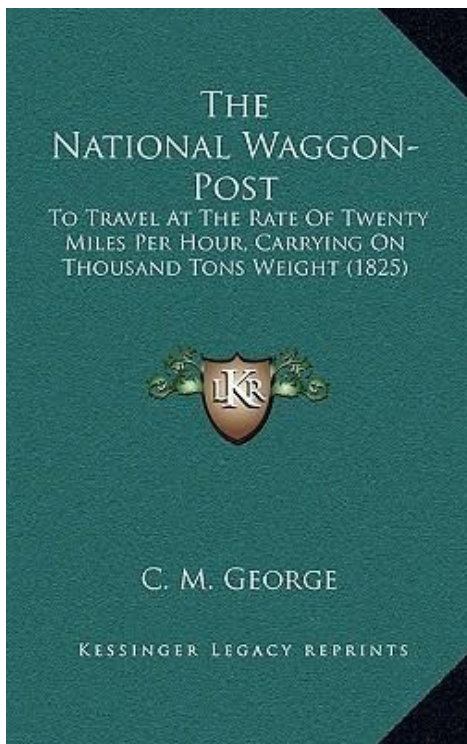 The
National Waggon-
Post
To Travel At The Rate Of Twenty
Miles Per Hour, Carrying On
Thousand Tons Weight (1825)
LKR
C. M. George
Kessinger Legacy reprints